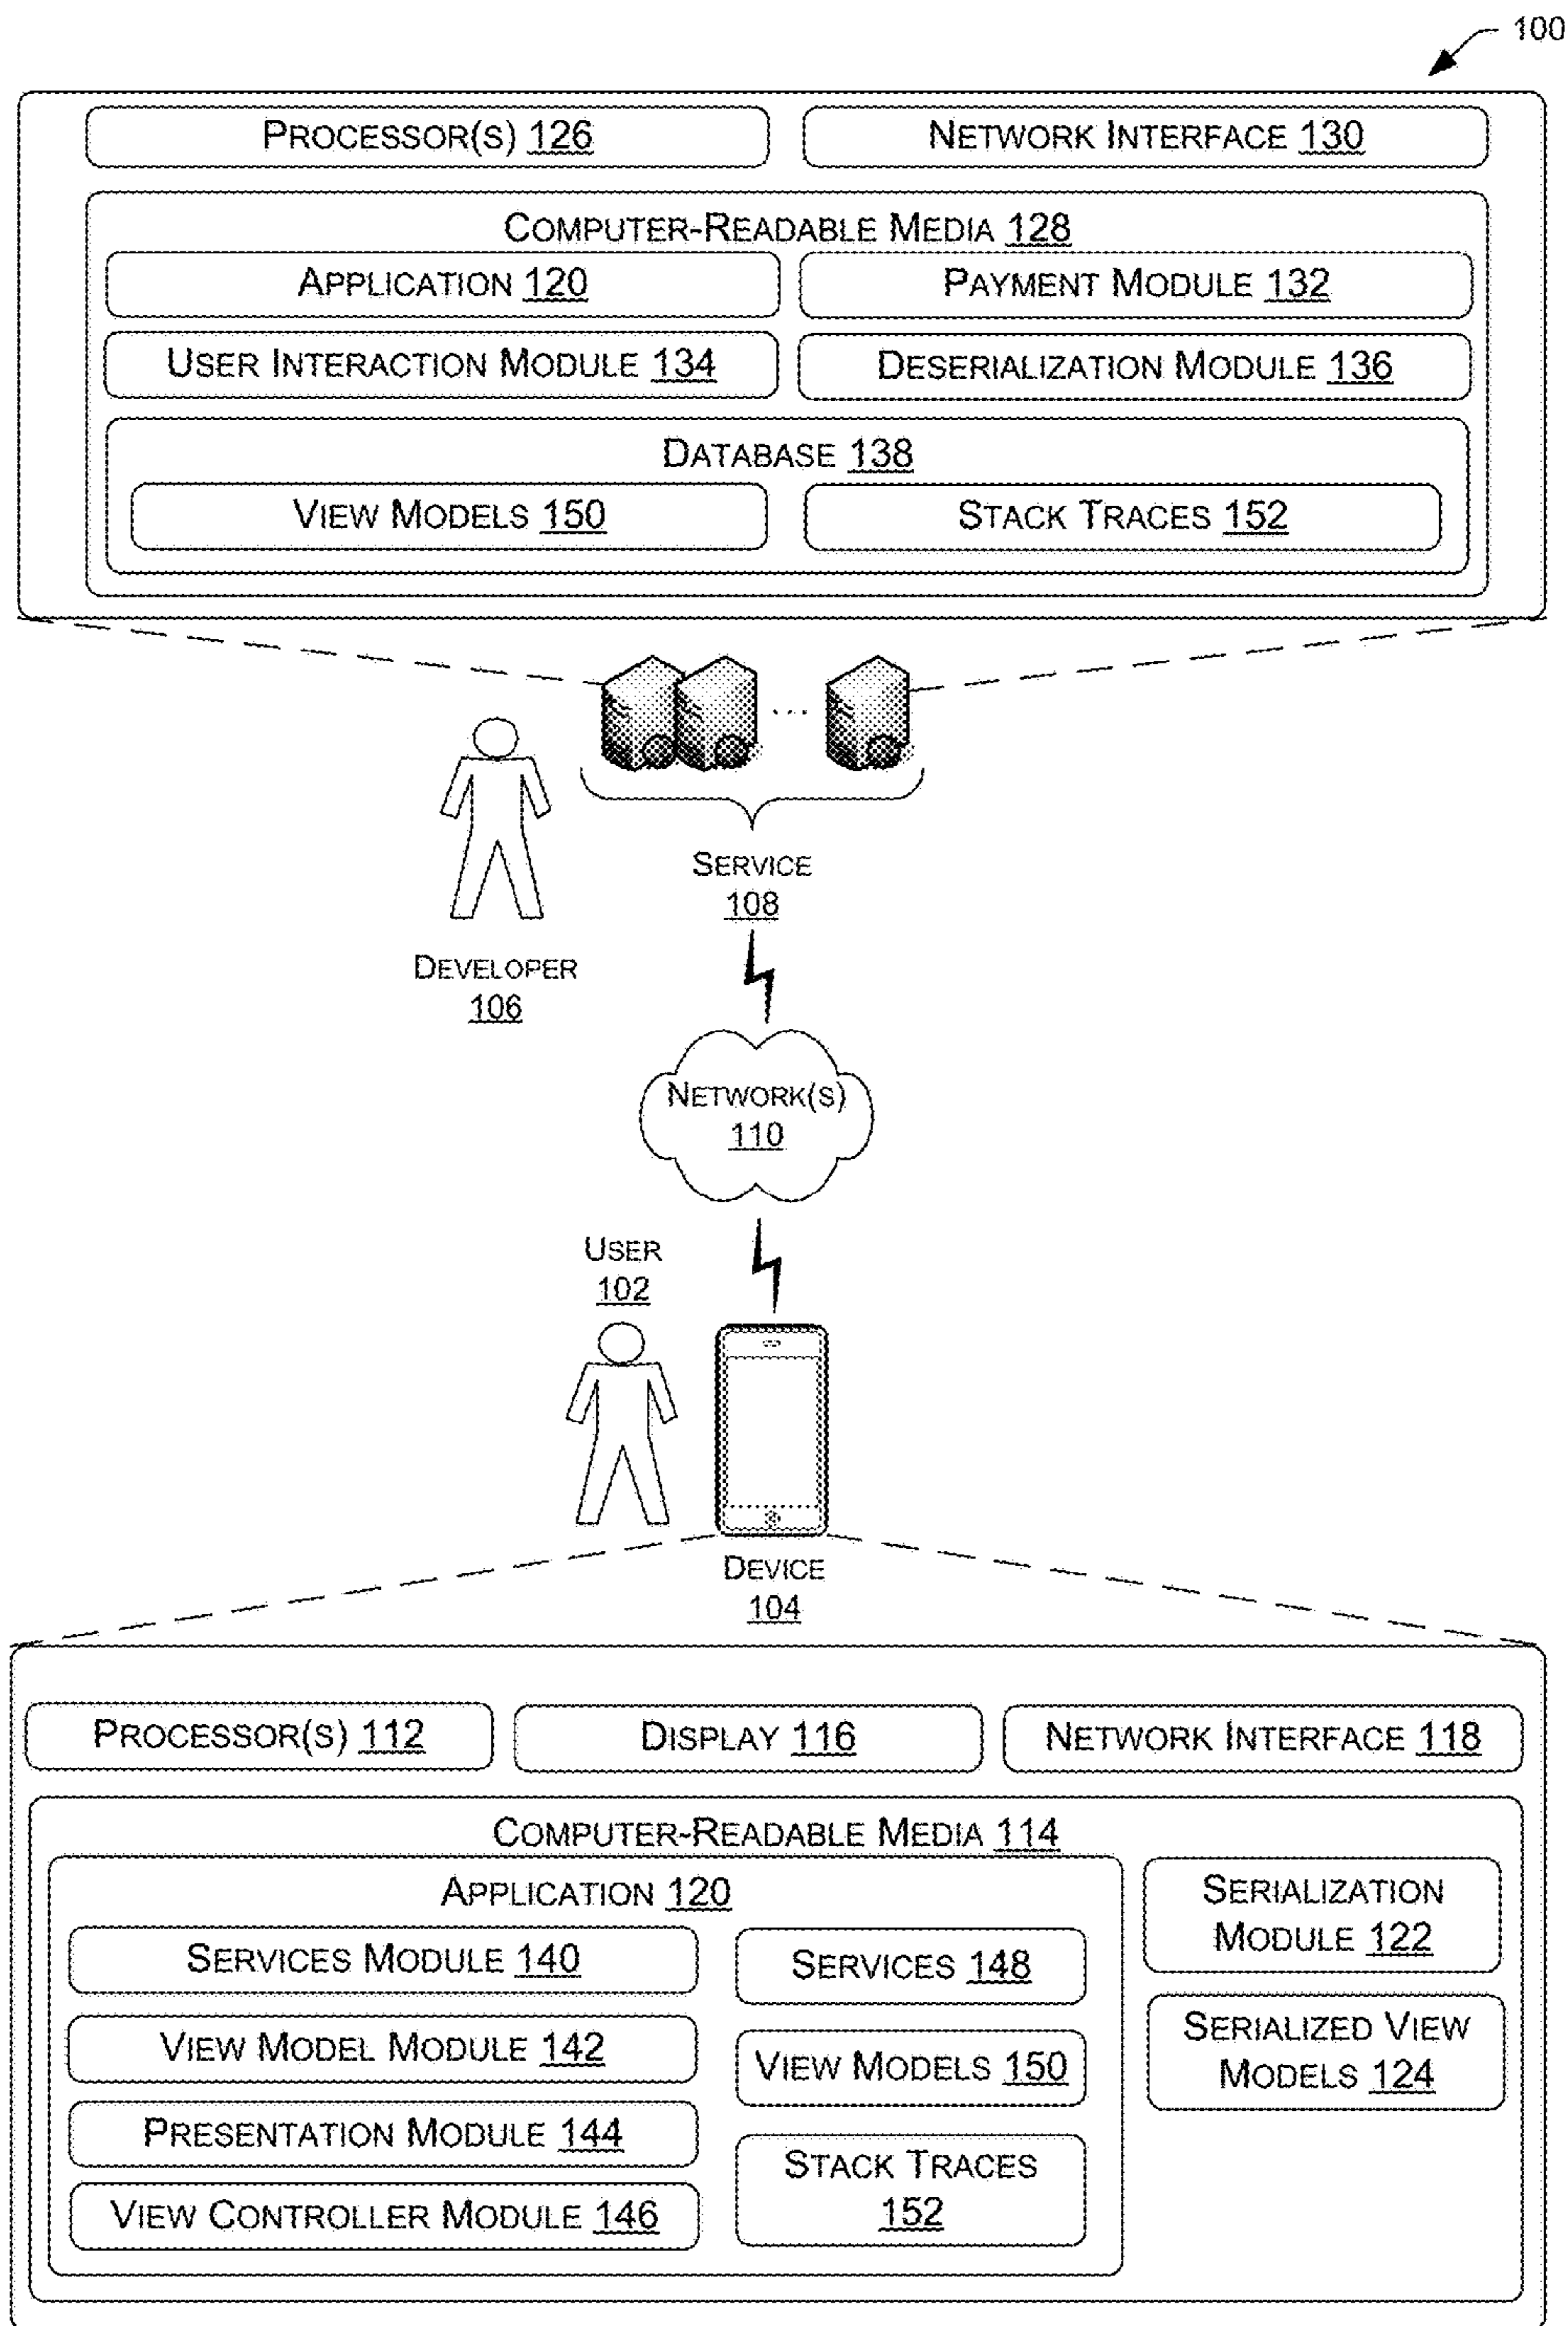 100
PROCESSOR(S) 126
NETWORK INTERFACE 130
COMPUTER-READABLE MEDIA 128
APPLICATION 120
PAYMENT MODULE 132
USER INTERACTION MODULE 134
DESERIALIZATION MODULE 136
DATABASE 138
VIEW MODELS 150
STACK TRACES 152
...
SERVICE
108
DEVELOPER
106
NETWORK(S)
110
USER
102
DEVICE
104
PROCESSOR(S) 112
DISPLAY 116
NETWORK INTERFACE 118
COMPUTER-READABLE MEDIA 114
APPLICATION 120
SERVICES MODULE 140
VIEW MODEL MODULE 142
PRESENTATION MODULE 144
VIEW CONTROLLER MODULE 146
SERVICES 148
VIEW MODELS 150
STACK TRACES
152
SERIALIZATION
MODULE 122
SERIALIZED VIEW
MODELS 124